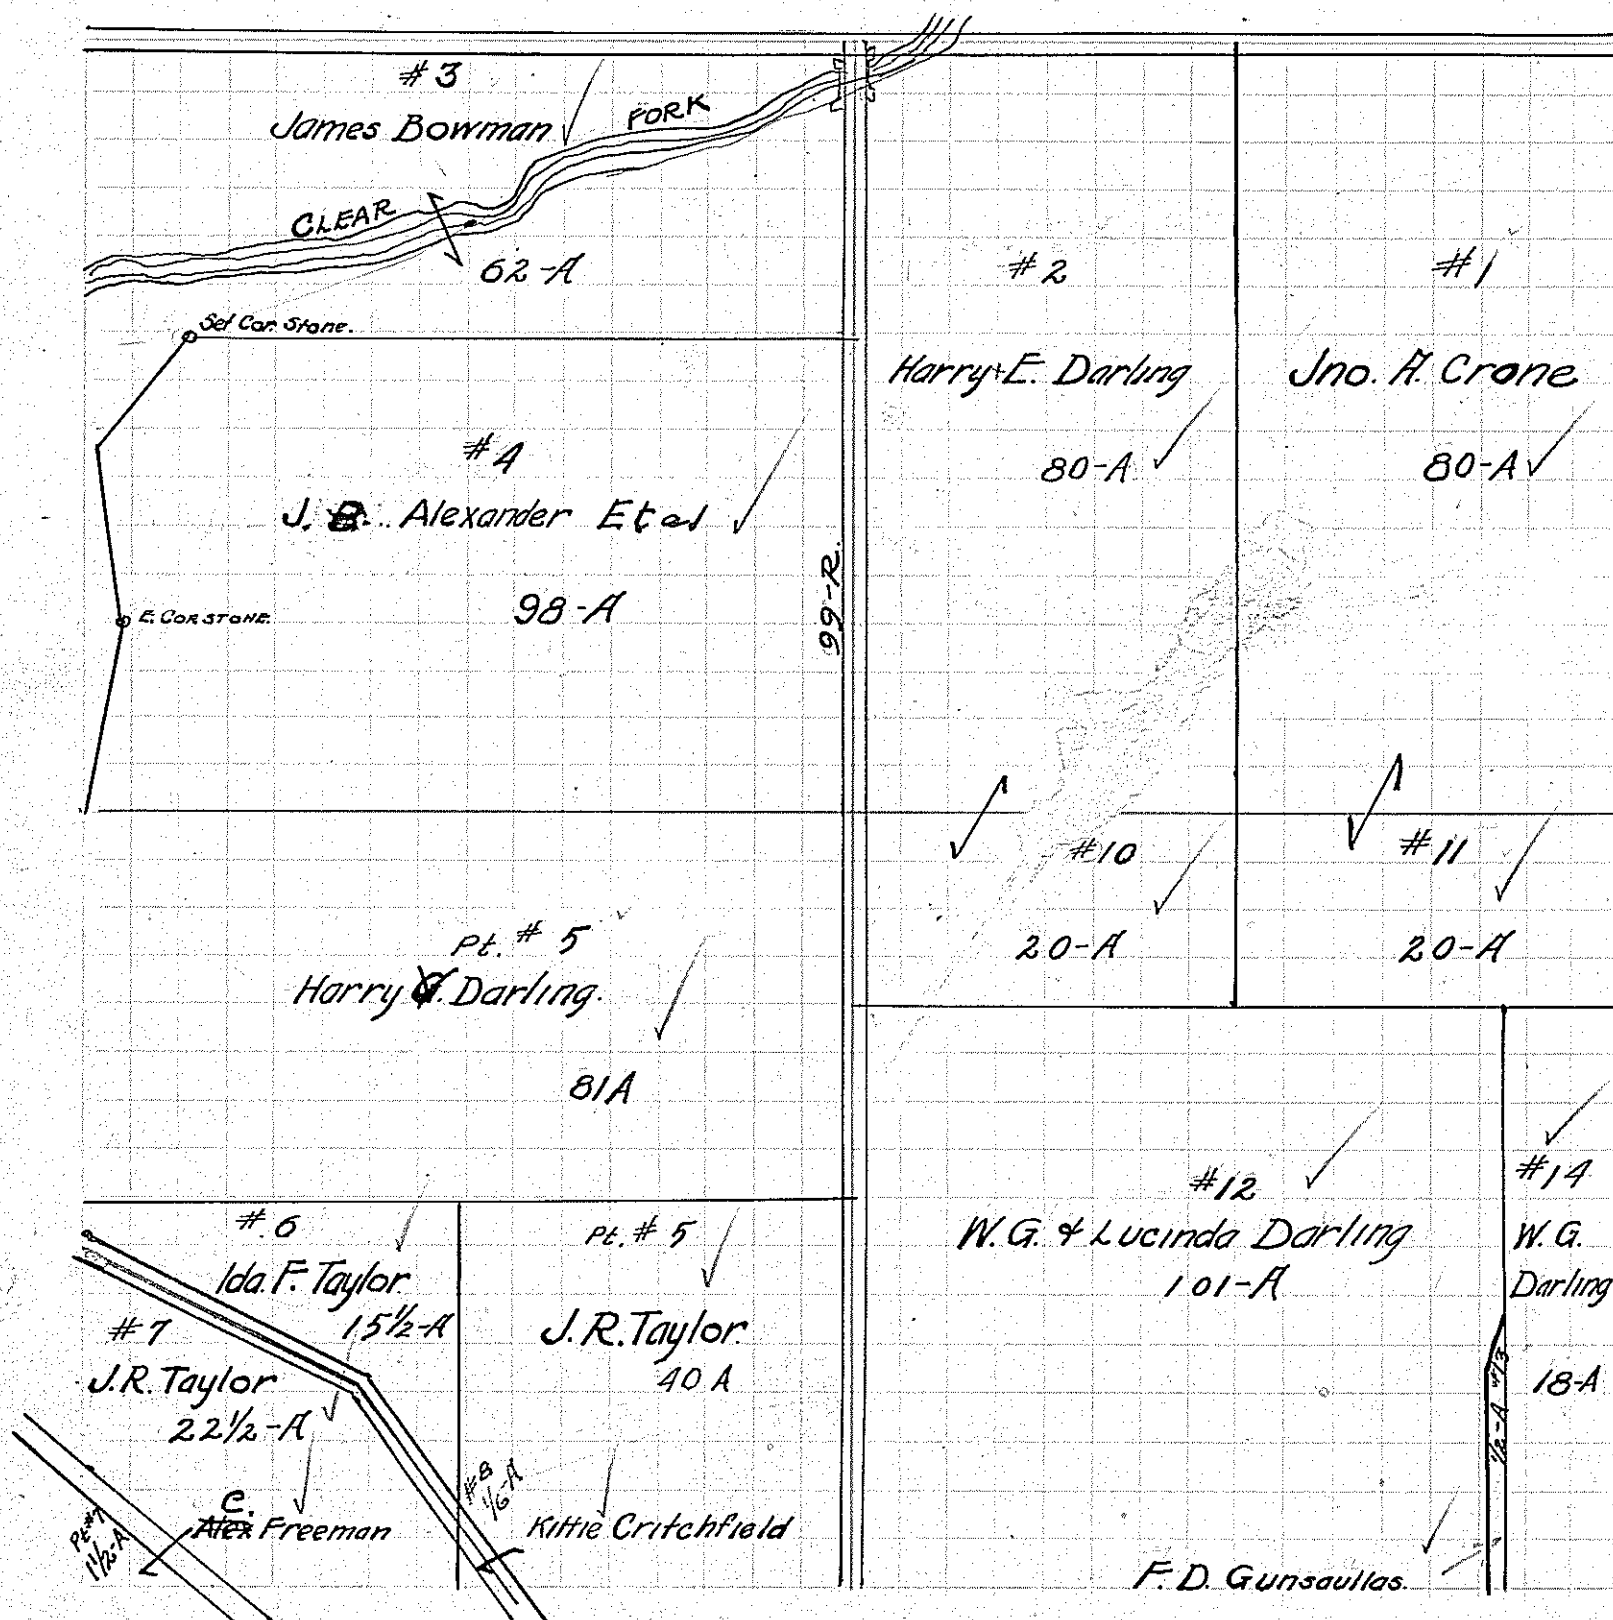 # 3
James Bowman
CLEAR
FORK
62-A
Set Cor. Stone.
# 4
J. B. Alexander Et al
98-A
E. COR STONE
99-R.
# 2
Harry E. Darling
80-A
#1
Jno. A. Crone
80-A
#10
20-A
#11
20-A
Pt. # 5
Harry Darling.
81A
# 6
Ida F. Taylor
15½-A
Pt. # 5
J.R. Taylor.
40 A
# 7
J.R. Taylor
22½-A
C.
Alex Freeman
Pt #7
1½-A
#8
1/6-A
Kittie Critchfield
#12
W.G. & Lucinda Darling
101-A
#14
W. G.
Darling
18-A
#13
½-A
F. D. Gunsaullas.